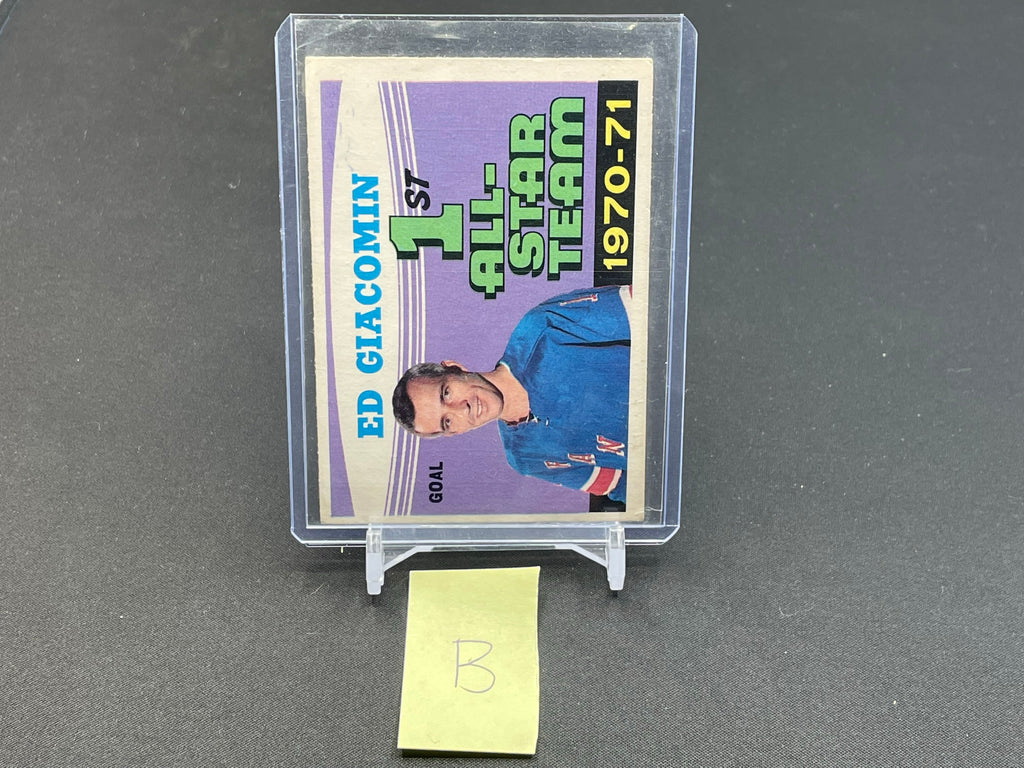 ED GIACOMIN
1ST
ALL-
STAR
TEAM
1970-71
GOAL
B